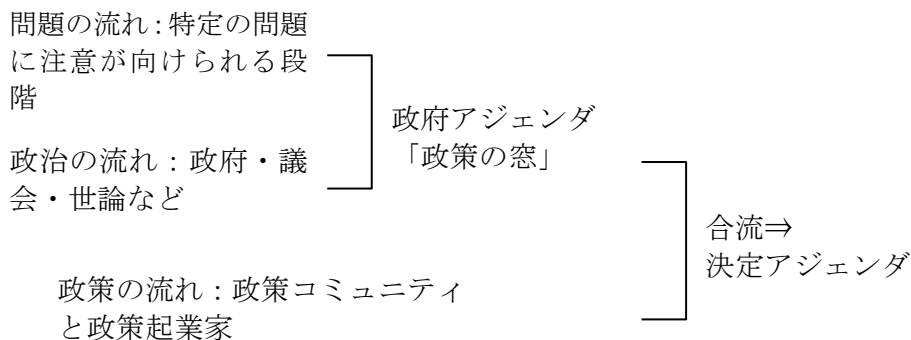 問題の流れ：特定の問題
に注意が向けられる段
階
政治の流れ：政府・議
会・世論など
政府アジェンダ
「政策の窓」
政策の流れ：政策コミュニティ
と政策起業家
合流⇒
決定アジェンダ